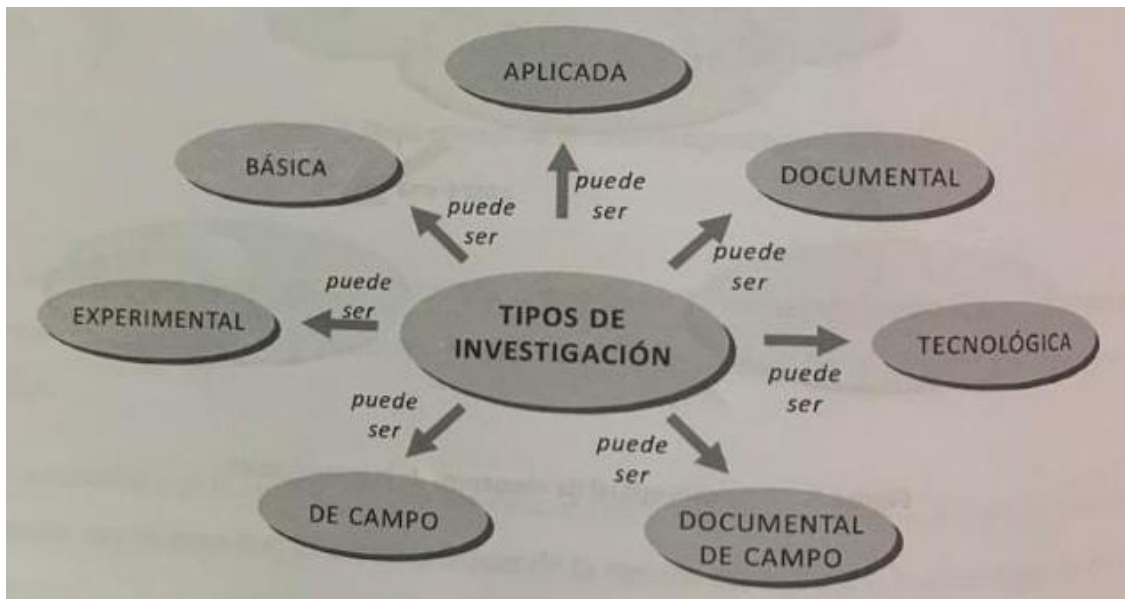 APLICADA
puede
ser
BÁSICA
puede
ser
DOCUMENTAL
puede
ser
EXPERIMENTAL
puede
ser
TIPOS DE
INVESTIGACIÓN
TECNOLÓGICA
puede
ser
puede
ser
DE CAMPO
puede
ser
DOCUMENTAL
DE CAMPO